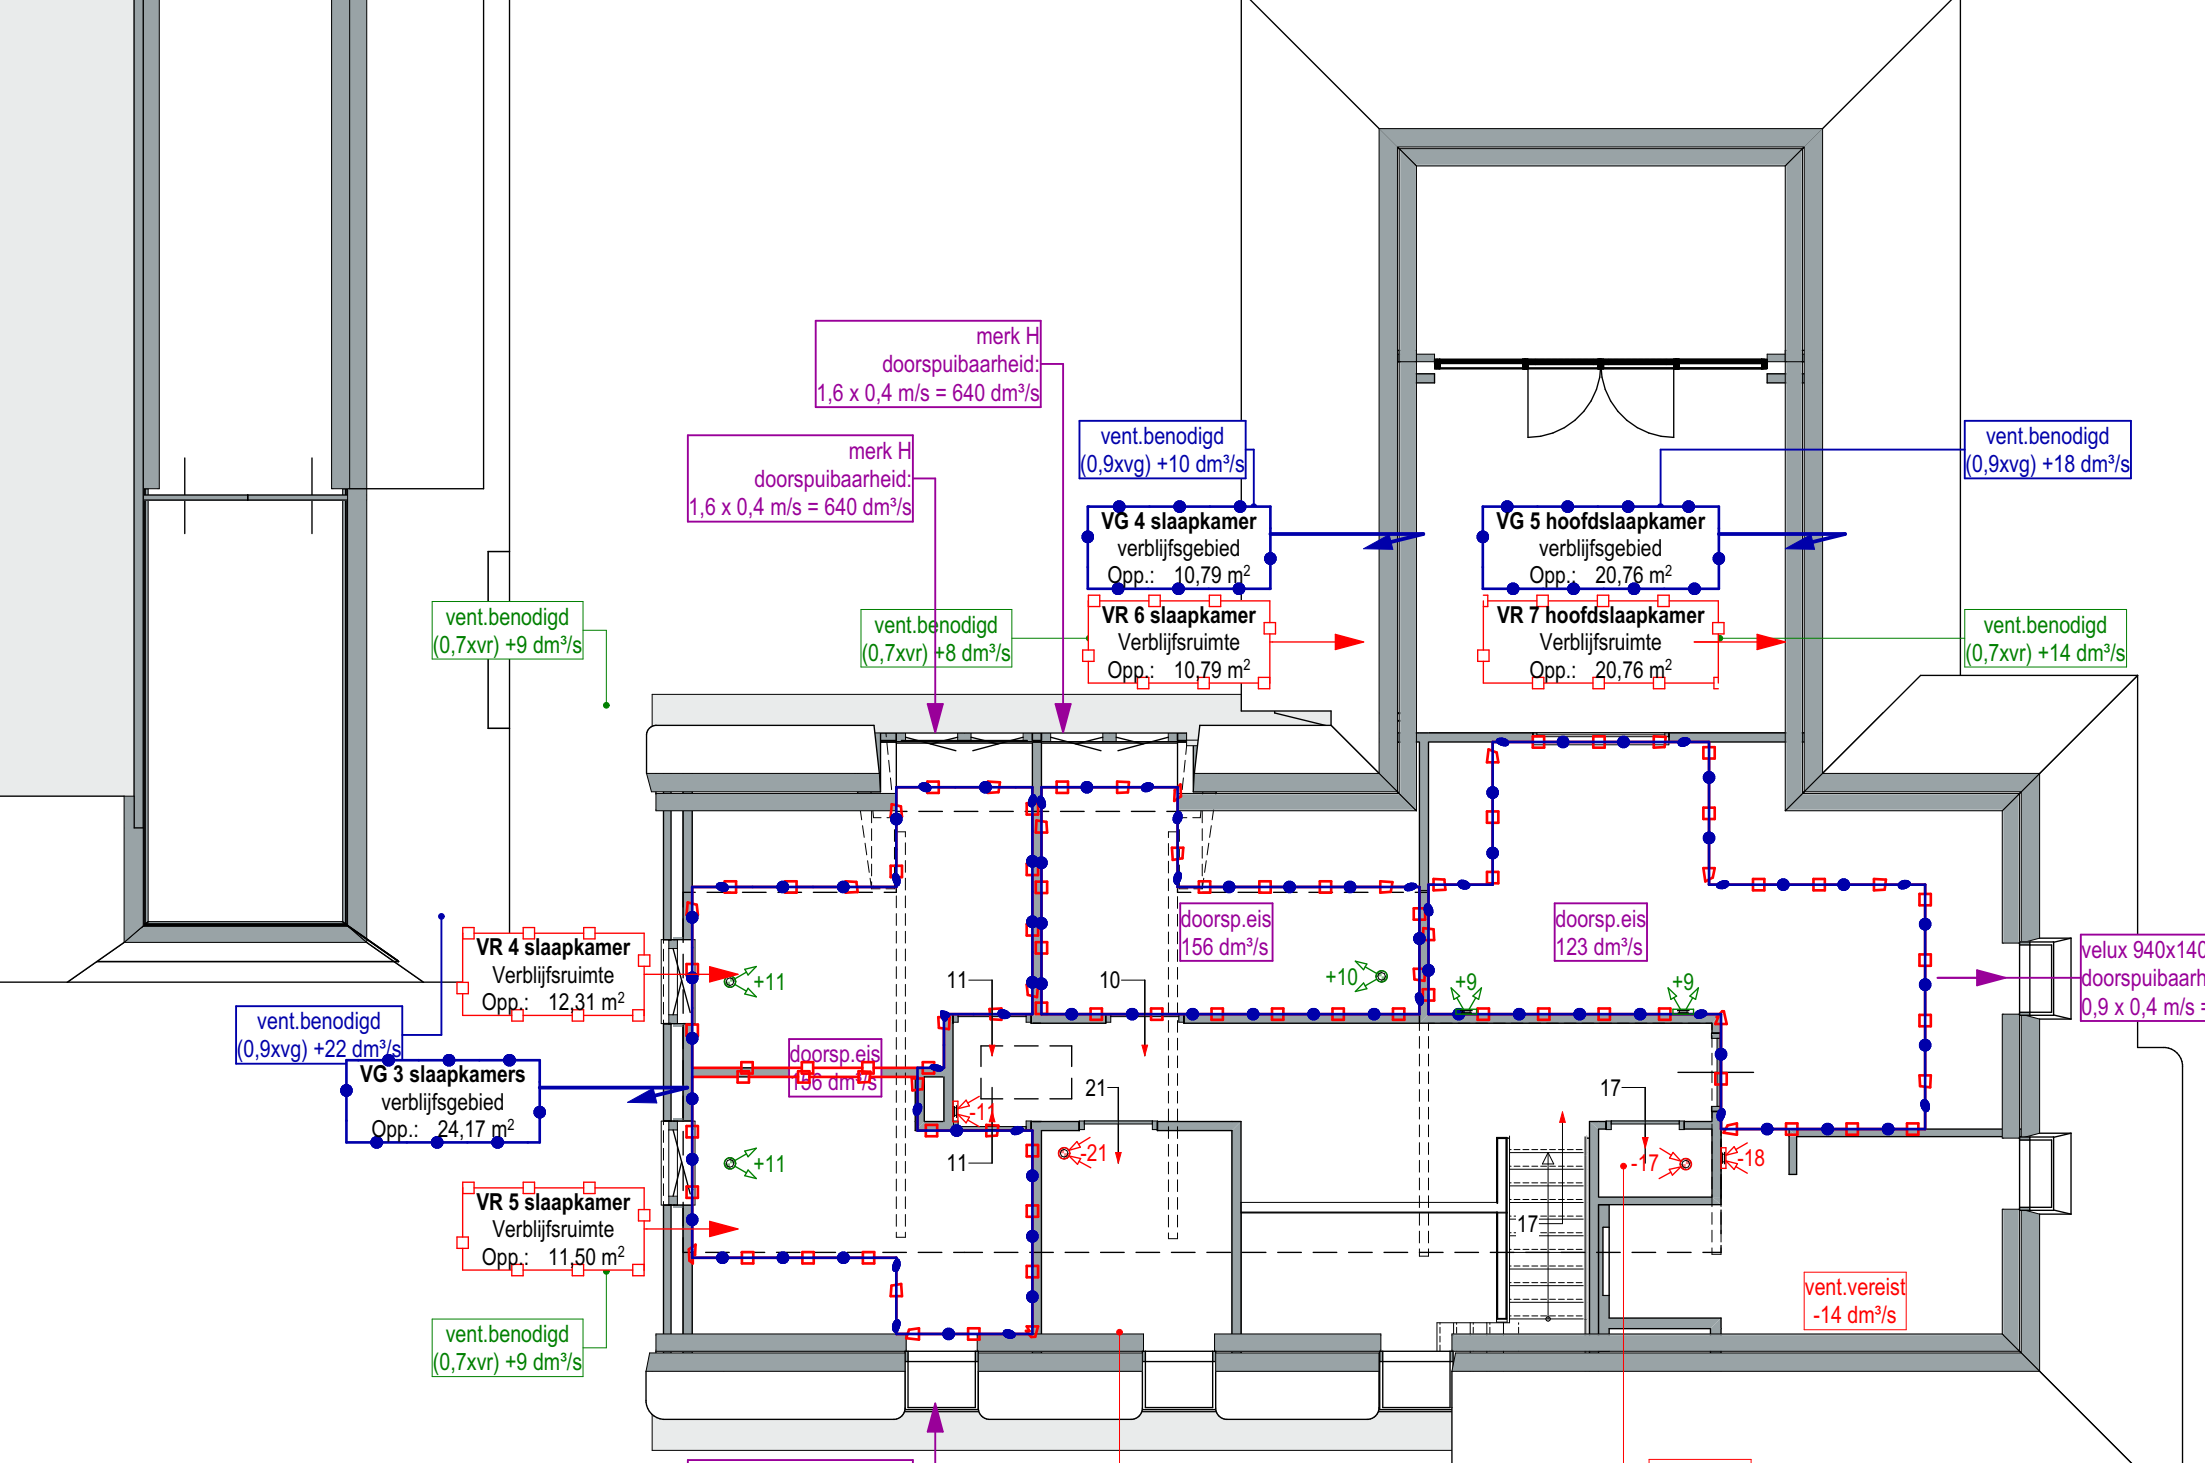 merk H
doorspuibaarheid:
1,6 x 0,4 m/s = 640 dm³/s
merk H
doorspuibaarheid:
1,6 x 0,4 m/s = 640 dm³/s
vent.benodigd
(0,9xvg) +10 dm³/s
vent.benodigd
(0,9xvg) +18 dm³/s
VG 4 slaapkamer
verblijfsgebied
Opp.: 10,79 m²
VG 5 hoofdslaapkamer
verblijfsgebied
Opp.: 20,76 m²
vent.benodigd
(0,7xvr) +9 dm³/s
vent.benodigd
(0,7xvr) +8 dm³/s
VR 6 slaapkamer
Verblijfsruimte
Opp.: 10,79 m²
VR 7 hoofdslaapkamer
Verblijfsruimte
Opp.: 20,76 m²
vent.benodigd
(0,7xvr) +14 dm³/s
doorsp.eis
156 dm³/s
doorsp.eis
123 dm³/s
VR 4 slaapkamer
Verblijfsruimte
Opp.: 12,31 m²
velux 940x140
doorspuibaarh
0,9 x 0,4 m/s =
+11
11
10
+10
+9
+9
vent.benodigd
(0,9xvg) +22 dm³/s
doorsp.eis
156 dm³/s
VG 3 slaapkamers
verblijfsgebied
Opp.: 24,17 m²
21
17
-11
+11
11
-21
-17
-18
VR 5 slaapkamer
Verblijfsruimte
Opp.: 11,50 m²
17
vent.vereist
-14 dm³/s
vent.benodigd
(0,7xvr) +9 dm³/s